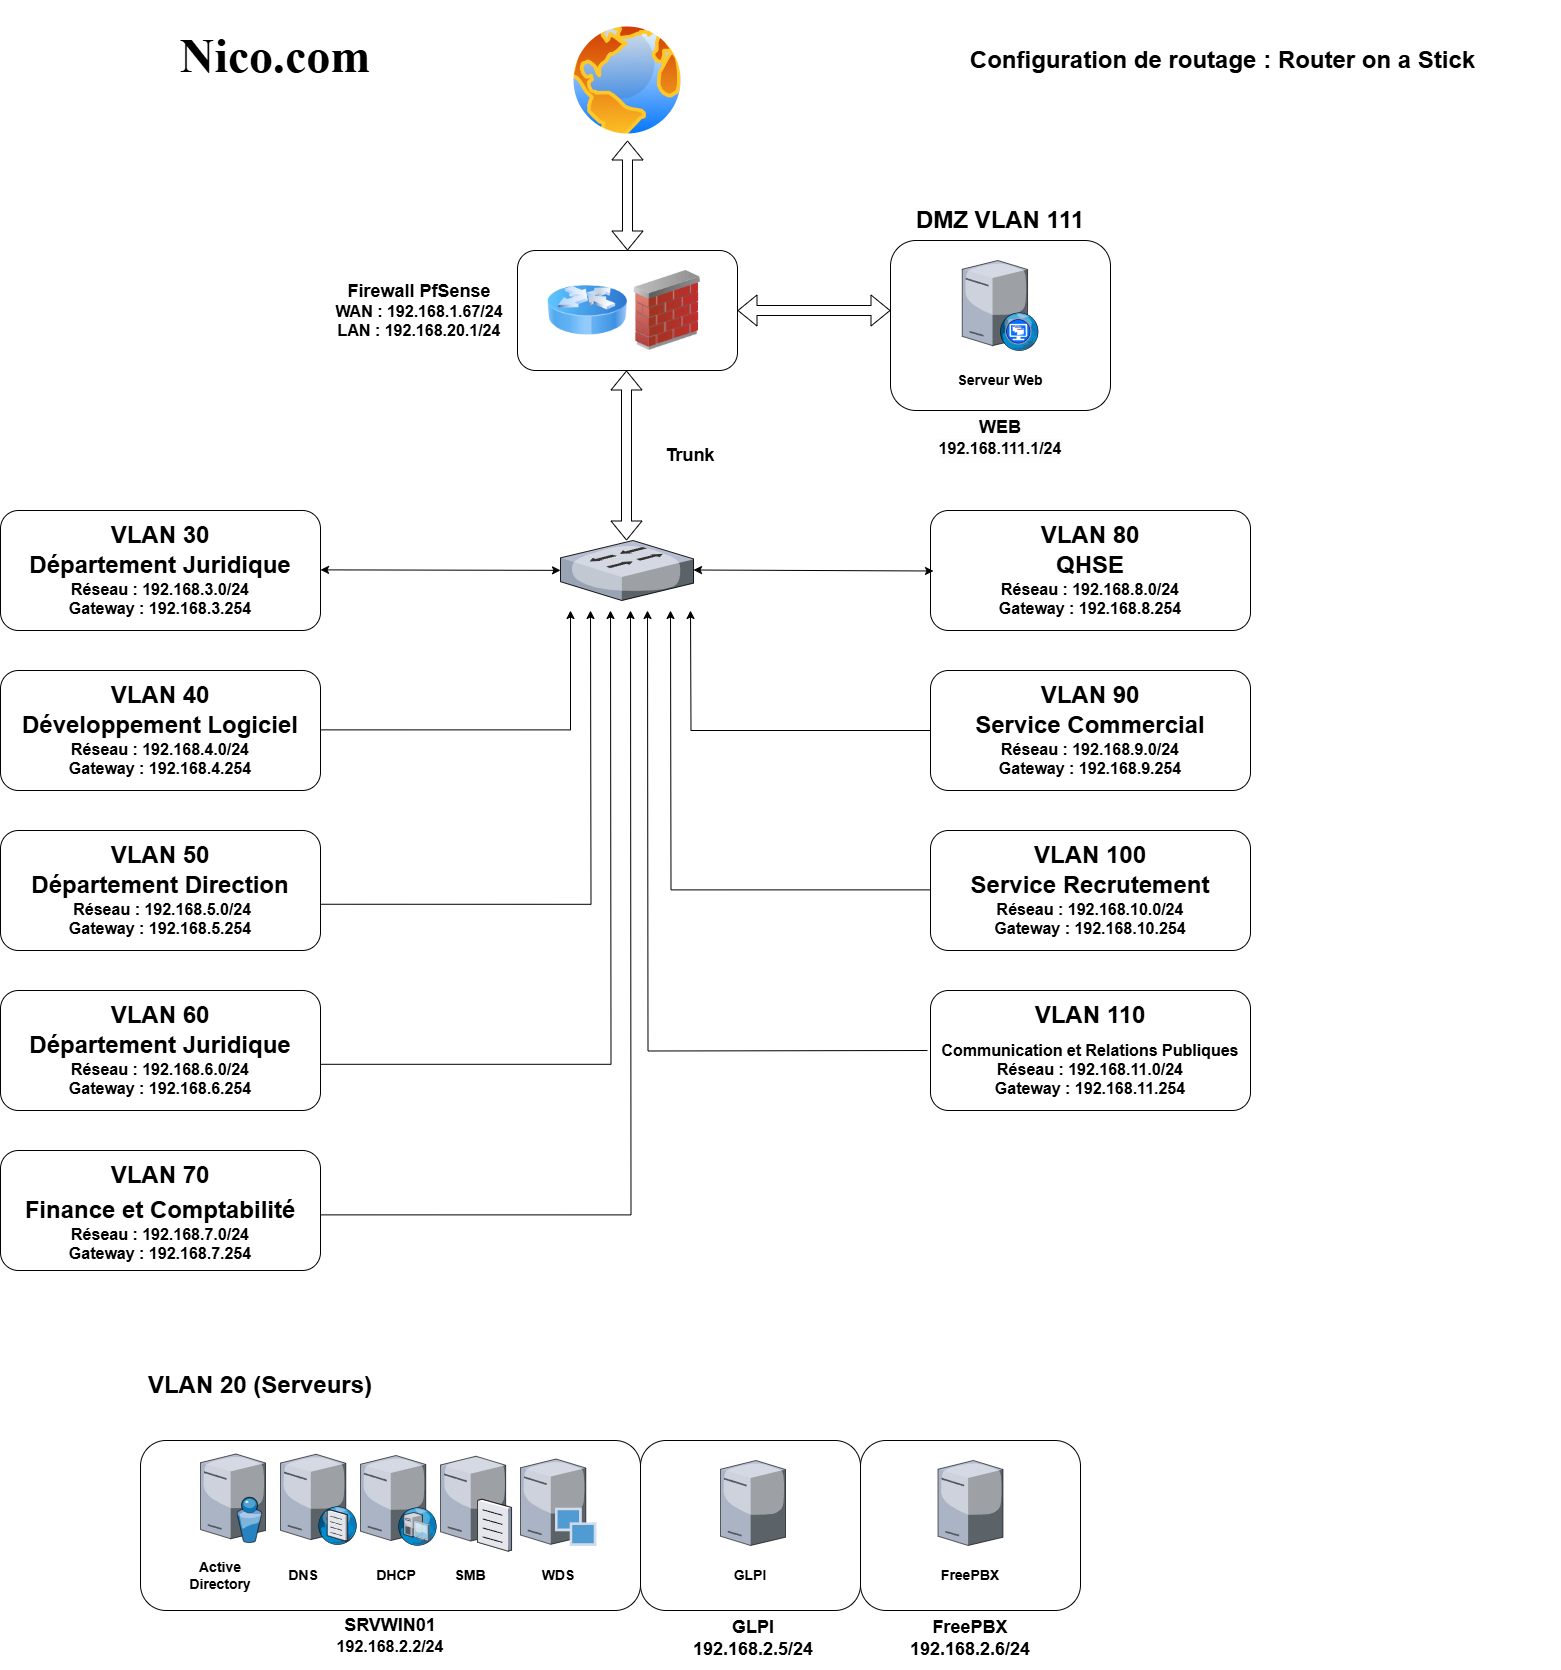 Nico.com
Configuration de routage : Router on a Stick
DMZ VLAN 111
Firewall PfSense
WAN : 192.168.1.67/24
LAN : 192.168.20.1/24
Serveur Web
WEB
192.168.111.1/24
Trunk
VLAN 30
Département Juridique
Réseau : 192.168.3.0/24
Gateway : 192.168.3.254
VLAN 80
QHSE
Réseau : 192.168.8.0/24
Gateway : 192.168.8.254
VLAN 40
Développement Logiciel
Réseau : 192.168.4.0/24
Gateway : 192.168.4.254
VLAN 90
Service Commercial
Réseau : 192.168.9.0/24
Gateway : 192.168.9.254
VLAN 50
Département Direction
Réseau : 192.168.5.0/24
Gateway : 192.168.5.254
VLAN 100
Service Recrutement
Réseau : 192.168.10.0/24
Gateway : 192.168.10.254
VLAN 60
Département Juridique
Réseau : 192.168.6.0/24
Gateway : 192.168.6.254
VLAN 110
Communication et Relations Publiques
Réseau : 192.168.11.0/24
Gateway : 192.168.11.254
VLAN 70
Finance et Comptabilité
Réseau : 192.168.7.0/24
Gateway : 192.168.7.254
VLAN 20 (Serveurs)
Active
Directory
DNS
DHCP
SMB
WDS
GLPI
FreePBX
SRVWIN01
192.168.2.2/24
GLPI
192.168.2.5/24
FreePBX
192.168.2.6/24